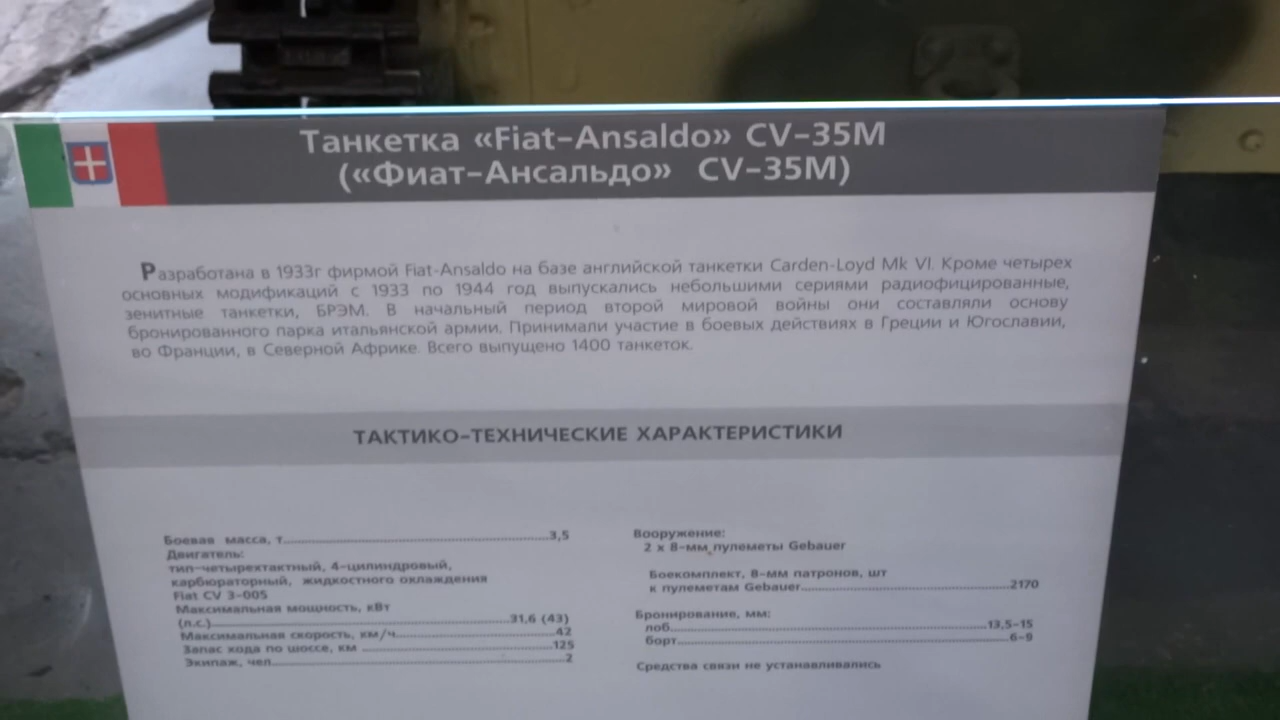 Танкетка «Fiat-Ansaldo» CV-35M
(«Фиат-Ансальдо» CV-35M)
Разработана в 1933г фирмой Fiat-Ansaldo на базе английской танкетки Carden-Loyd Mk VI. Кроме четырех
основных модификаций с 1933 по 1944 год выпускались небольшими сериями радиофицированные,
зенитные танкетки, БРЭМ. В начальный период второй мировой войны они составляли основу
бронированного парка итальянской армии. Принимали участие в боевых действиях в Греции и Югославии,
во Франции, в Северной Африке. Всего выпущено 1400 танкеток.
ТАКТИКО-ТЕХНИЧЕСКИЕ ХАРАКТЕРИСТИКИ
Боевая масса, т...3,5
Двигатель:
тип-четырехтактный, 4-цилиндровый,
карбюраторный, жидкостного охлаждения
Fiat CV 3-005
Максимальная мощность, кВт
(л.с.)...31,6 (43)
Максимальная скорость, км/ч...42
Запас хода по шоссе, км ...125
Экипаж, чел...2
Вооружение:
2 x 8-мм пулеметы Gebauer
Боекомплект, 8-мм патронов, шт
к пулеметам Gebauer...2170
Бронирование, мм:
лоб...13,5-15
борт...6-9
Средства связи не устанавливались